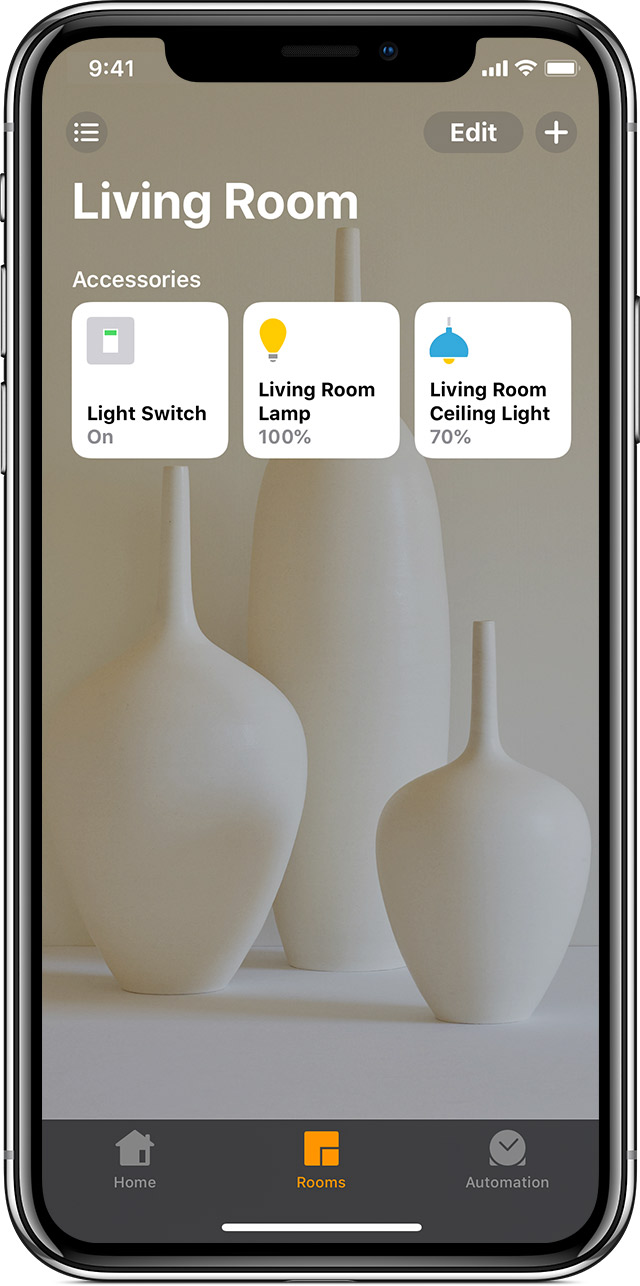 9:41
Edit
Living Room
Accessories
Light Switch
On
Living Room
Lamp
100%
Living Room
Ceiling Light
70%
Home
Rooms
Automation